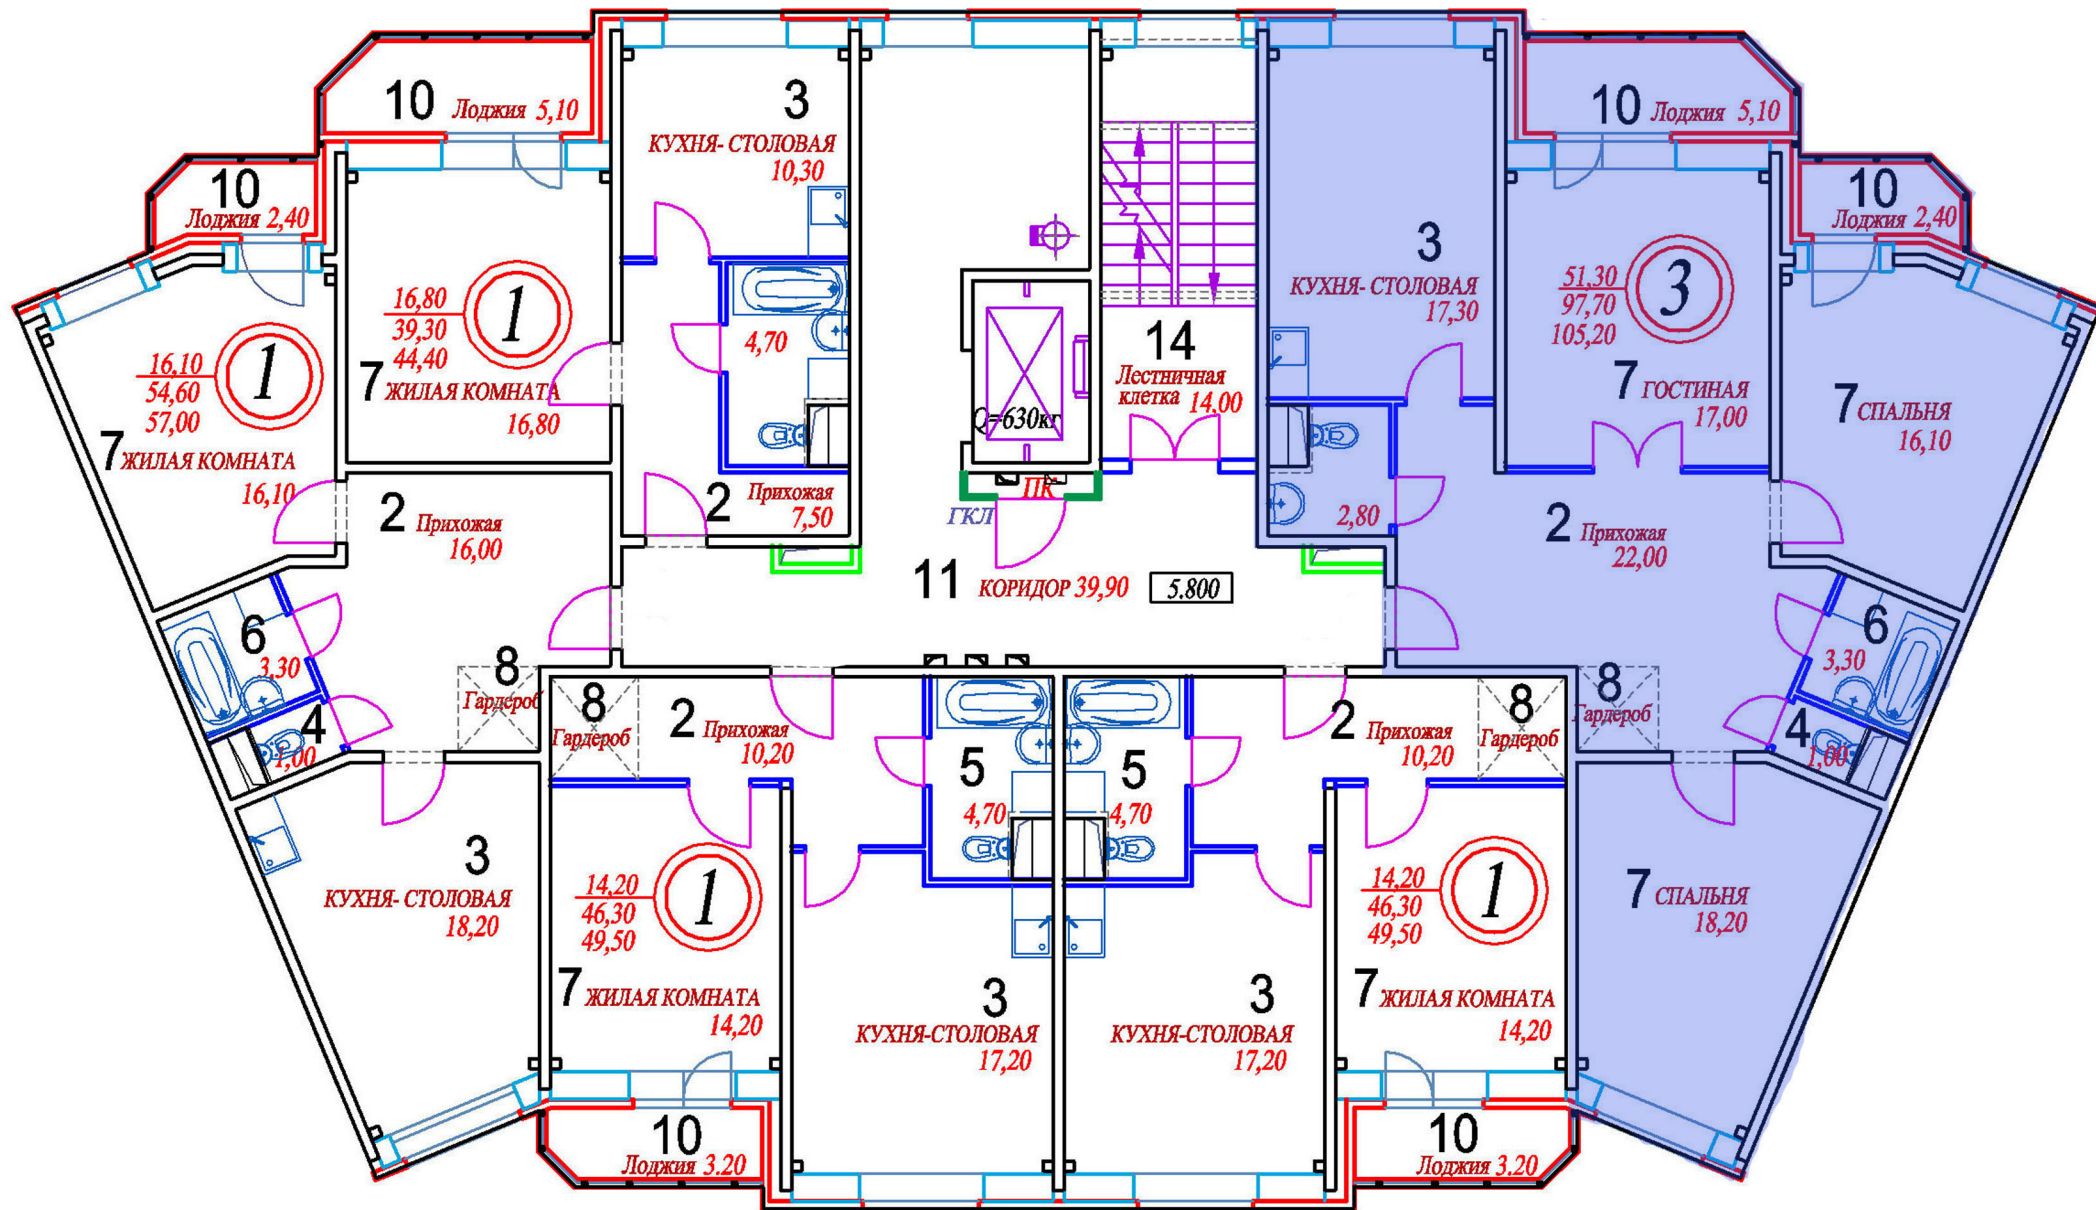 10 Лоджия 5,10
10
Лоджия 2,40
3
КУХНЯ- СТОЛОВАЯ
10,30
16,80
39,30
44,40
1
7 ЖИЛАЯ КОМНАТА
16,80
16,10
54,60
57,00
1
7 ЖИЛАЯ КОМНАТА
16,10
4,70
2 Прихожая
7,50
2 Прихожая
16,00
Q=630кг
ПК
ГКЛ
14
Лестничная
клетка 14,00
11 КОРИДОР 39,90
5.800
3
КУХНЯ- СТОЛОВАЯ
17,30
10 Лоджия 5,10
10
Лоджия 2,40
51,30
97,70
105,20
3
7 ГОСТИНАЯ
17,00
7 СПАЛЬНЯ
16,10
2,80
2 Прихожая
22,00
6
3,30
4
1,00
8
Гардероб
7 СПАЛЬНЯ
18,20
6
3,30
4
1,00
8
Гардероб
3
КУХНЯ- СТОЛОВАЯ
18,20
8
Гардероб
2 Прихожая
10,20
5
4,70
14,20
46,30
49,50
1
7 ЖИЛАЯ КОМНАТА
14,20
3
КУХНЯ-СТОЛОВАЯ
17,20
10
Лоджия 3.20
5
4,70
2 Прихожая
10,20
8
Гардероб
14,20
46,30
49,50
1
3
КУХНЯ-СТОЛОВАЯ
17,20
7 ЖИЛАЯ КОМНАТА
14,20
10
Лоджия 3.20